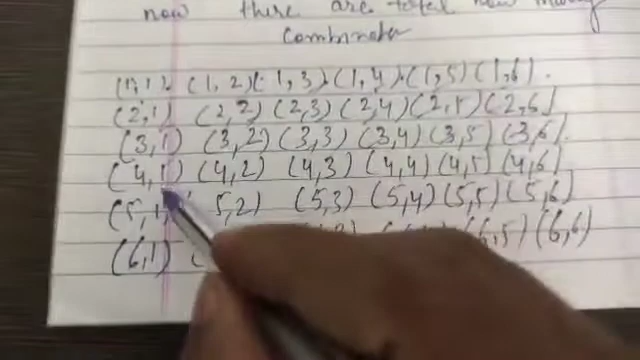 now there are total how many
Combination
(1,1) (1,2) (1,3) (1,4) (1,5) (1,6).
(2,1) (2,2) (2,3) (2,4) (2,5) (2,6)
(3,1) (3,2) (3,3) (3,4) (3,5) (3,6).
(4,1) (4,2) (4,3) (4,4) (4,5) (4,6)
(5,1) 5,2) (5,3) (5,4) (5,5) (5,6)
(6,1) (6,5) (6,6)